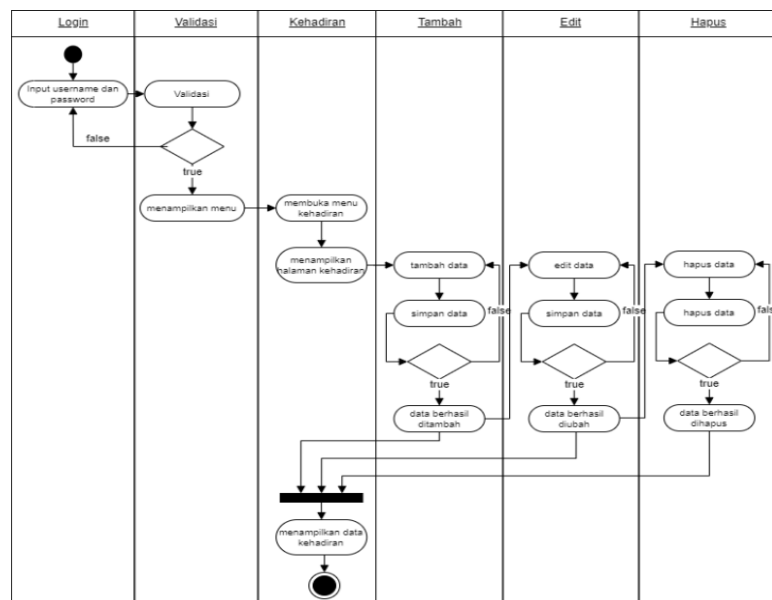 Login
Validasi
Kehadiran
Tambah
Edit
Hapus
Input username dan
password
Validasi
false
true
menampilkan menu
membuka menu
kehadiran
menampilkan
halaman kehadiran
tambah data
simpan data
false
true
data berhasil
ditambah
edit data
simpan data
false
true
data berhasil
diubah
hapus data
hapus data
false
true
data berhasil
dihapus
menampilkan data
kehadiran